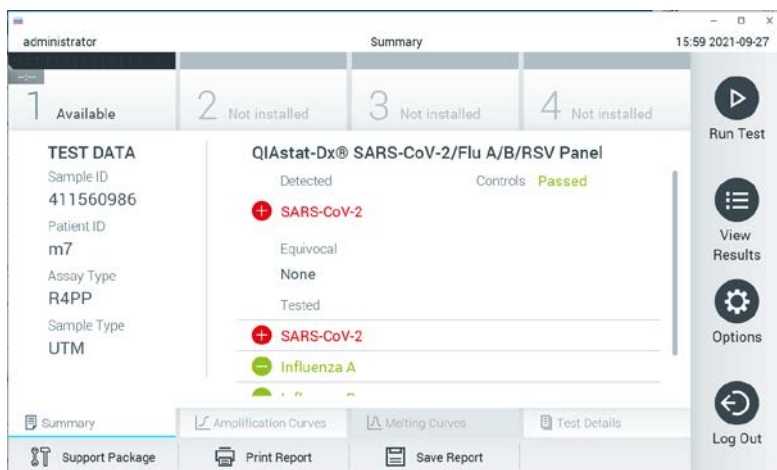 administrator
Summary
15:59 2021-09-27
1 Available
2 Not installed
3 Not installed
4 Not installed
Run Test
TEST DATA
Sample ID
411560986
Patient ID
m7
Assay Type
R4PP
Sample Type
UTM
QIAstat-Dx® SARS-CoV-2/Flu A/B/RSV Panel
Detected
Controls Passed
SARS-CoV-2
Equivocal
None
Tested
SARS-CoV-2
Influenza A
View
Results
Options
Log Out
Summary
Amplification Curves
Melting Curves
Test Details
Support Package
Print Report
Save Report